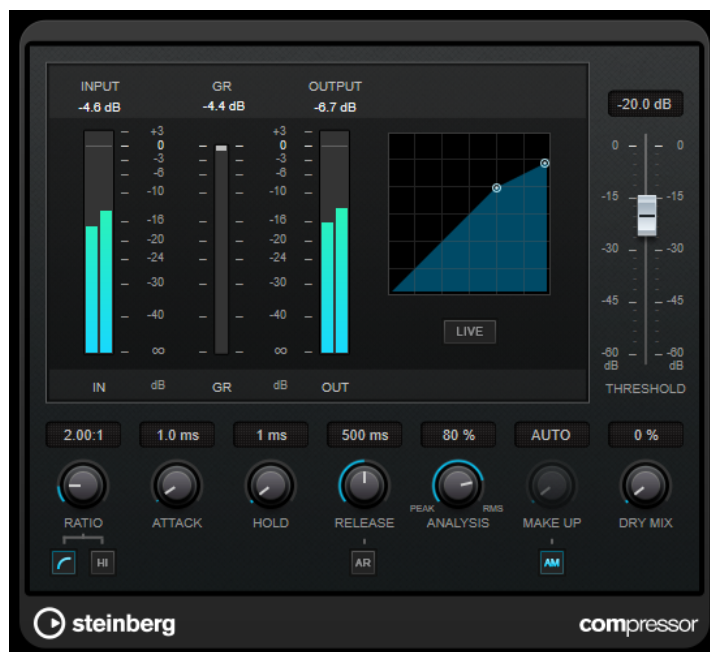 INPUT GR OUTPUT
-4.6 dB -4.4 dB -6.7 dB
-20.0 dB
+3 +3
0 0
-3 -3
-6 -6
-10 -10
-16 -16
-20 -20
-24 -24
-30 -30
-40 -40
∞ ∞
IN dB GR dB OUT
LIVE
0 0
-15 -15
-30 -30
-45 -45
-60 -60
dB dB
THRESHOLD
2.00:1 1.0 ms 1 ms 500 ms 80 % AUTO 0 %
PEAK RMS
RATIO ATTACK HOLD RELEASE ANALYSIS MAKE UP DRY MIX
HI AR AM
steinberg compressor